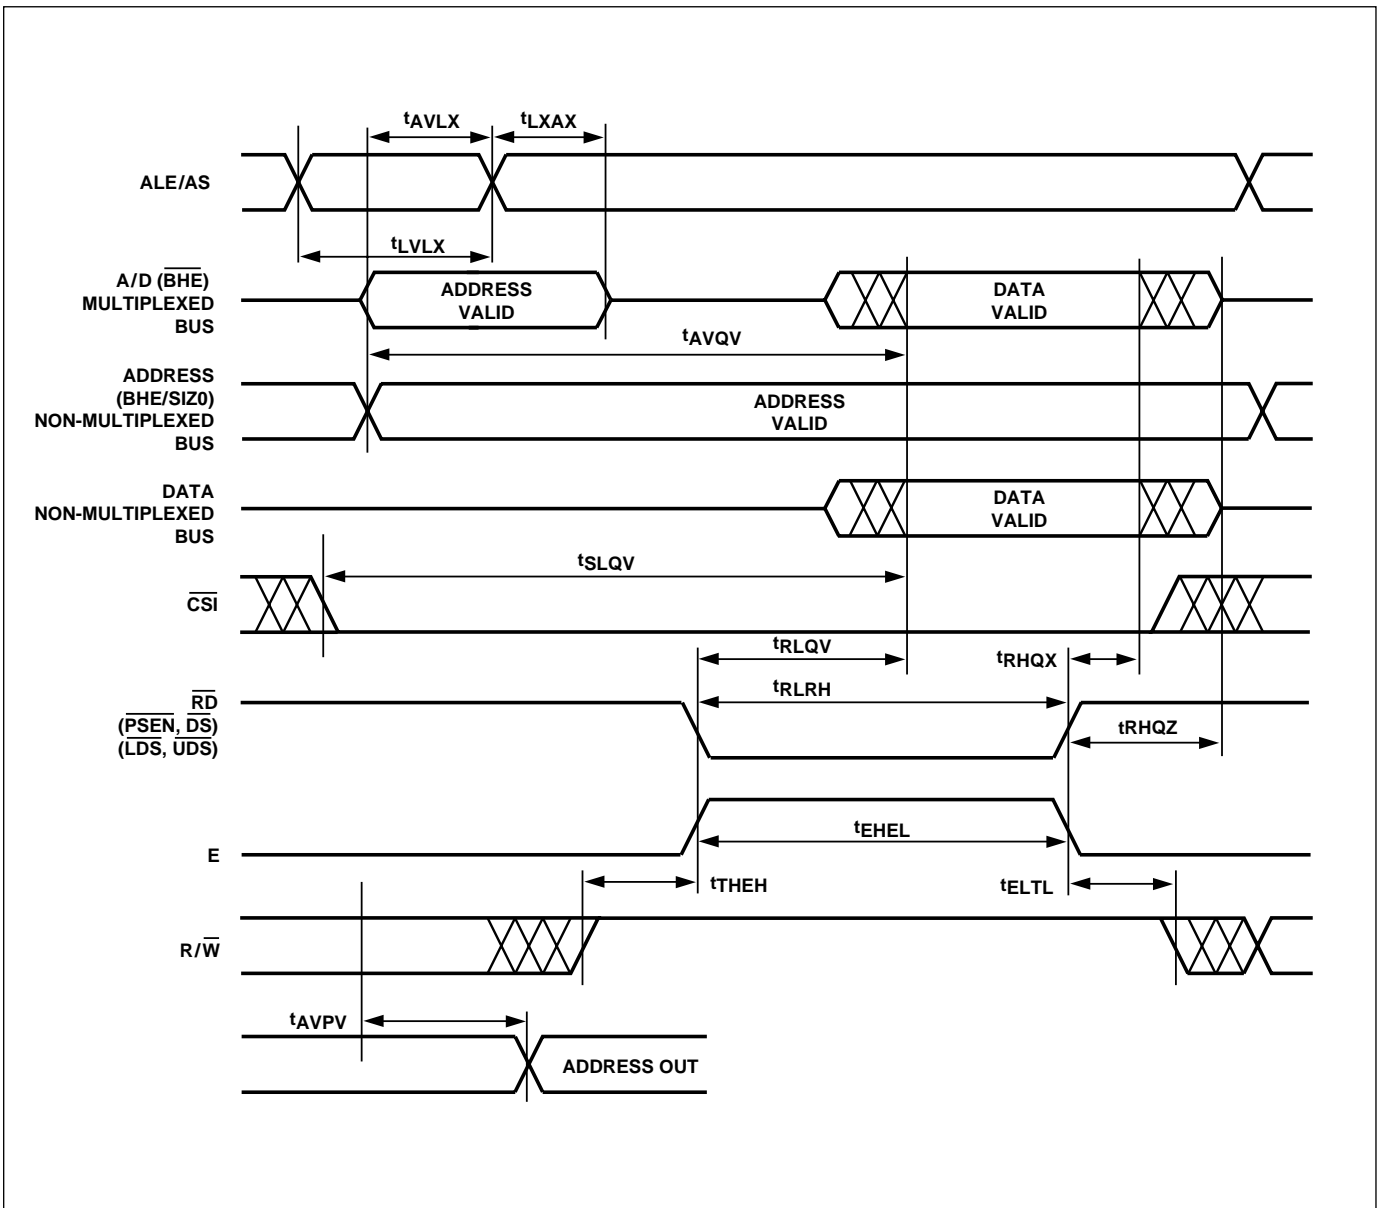 tAVLX
tLXAX
ALE/AS
tLVLX
A/D (BHE)
MULTIPLEXED
BUS
ADDRESS
VALID
DATA
VALID
tAVQV
ADDRESS
(BHE/SIZ0)
NON-MULTIPLEXED
BUS
ADDRESS
VALID
DATA
NON-MULTIPLEXED
BUS
DATA
VALID
tSLQV
CSI
tRLQV
tRHQX
tRLRH
RD
(PSEN, DS)
(LDS, UDS)
tRHQZ
tEHEL
E
tTHEH
tELTL
R/W
tAVPV
ADDRESS OUT